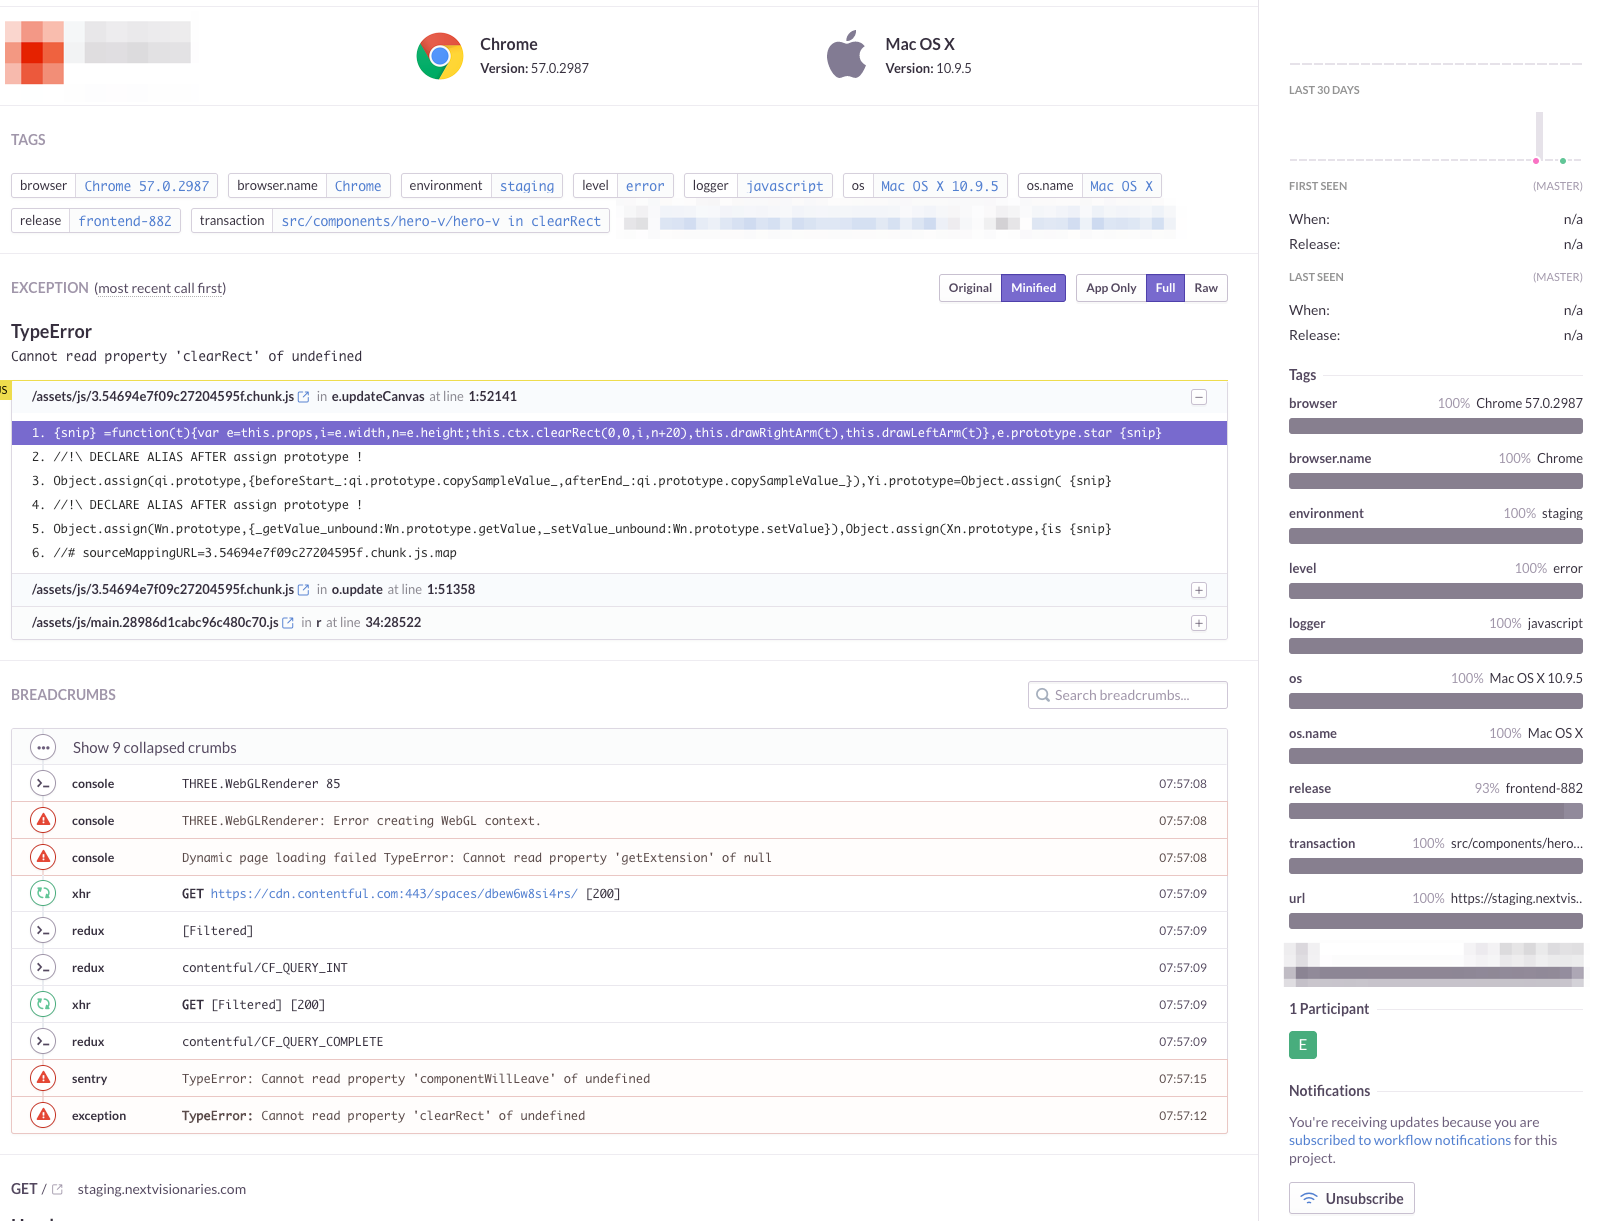 Chrome
Version: 57.0.2987
Mac OS X
Version: 10.9.5
TAGS
browser Chrome 57.0.2987 browser.name Chrome environment staging level error logger javascript os Mac OS X 10.9.5 os.name Mac OS X
release frontend-882 transaction src/components/hero-v/hero-v in clearRect
EXCEPTION (most recent call first) Original Minified App Only Full Raw
TypeError
Cannot read property 'clearRect' of undefined
JS
/assets/js/3.54694e7f09c27204595f.chunk.js in e.updateCanvas at line 1:52141
1. {snip} =function(t){var e=this.props,i=e.width,n=e.height;this.ctx.clearRect(0,0,i,n+20),this.drawRightArm(t),this.drawLeftArm(t)},e.prototype.star {snip}
2. //!\ DECLARE ALIAS AFTER assign prototype !
3. Object.assign(qi.prototype,{beforeStart_:qi.prototype.copySampleValue_,afterEnd_:qi.prototype.copySampleValue_}),Yi.prototype=Object.assign( {snip}
4. //!\ DECLARE ALIAS AFTER assign prototype !
5. Object.assign(Wn.prototype,{_getValue_unbound:Wn.prototype.getValue,_setValue_unbound:Wn.prototype.setValue}),Object.assign(Xn.prototype,{is {snip}
6. //# sourceMappingURL=3.54694e7f09c27204595f.chunk.js.map
/assets/js/3.54694e7f09c27204595f.chunk.js in o.update at line 1:51358
/assets/js/main.28986d1cabc96c480c70.js in r at line 34:28522
BREADCRUMBS Search breadcrumbs...
Show 9 collapsed crumbs
console THREE.WebGLRenderer 85 07:57:08
console THREE.WebGLRenderer: Error creating WebGL context. 07:57:08
console Dynamic page loading failed TypeError: Cannot read property 'getExtension' of null 07:57:08
xhr GET https://cdn.contentful.com:443/spaces/dbew6w8si4rs/ [200] 07:57:09
redux [Filtered] 07:57:09
redux contentful/CF_QUERY_INT 07:57:09
xhr GET [Filtered] [200] 07:57:09
redux contentful/CF_QUERY_COMPLETE 07:57:09
sentry TypeError: Cannot read property 'componentWillLeave' of undefined 07:57:15
exception TypeError: Cannot read property 'clearRect' of undefined 07:57:12
GET / staging.nextvisionaries.com
LAST 30 DAYS
FIRST SEEN (MASTER)
When: n/a
Release: n/a
LAST SEEN (MASTER)
When: n/a
Release: n/a
Tags
browser 100% Chrome 57.0.2987
browser.name 100% Chrome
environment 100% staging
level 100% error
logger 100% javascript
os 100% Mac OS X 10.9.5
os.name 100% Mac OS X
release 93% frontend-882
transaction 100% src/components/hero...
url 100% https://staging.nextvis..
1 Participant
E
Notifications
You're receiving updates because you are
subscribed to workflow notifications for this
project.
Unsubscribe